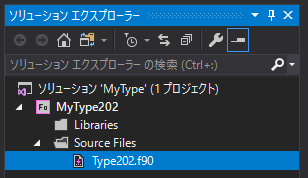 ソリューション エクスプローラー
ソリューション エクスプローラー の検索 (Ctrl+:)
ソリューション 'MyType' (1 プロジェクト)
Fo MyType202
Libraries
Source Files
Type202.f90